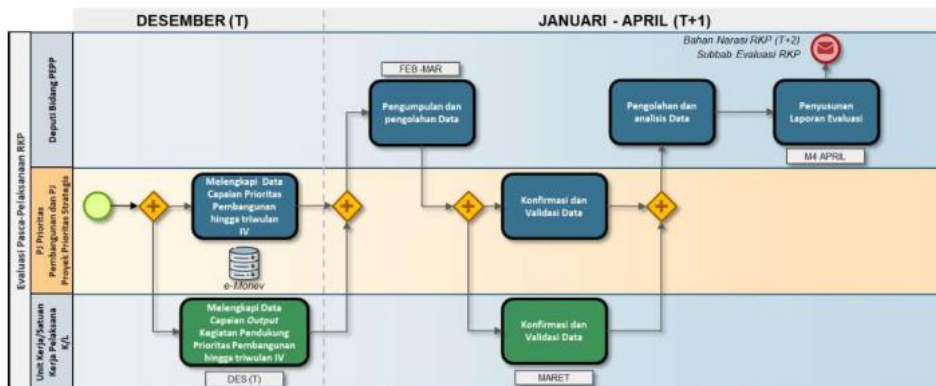 DESEMBER (T)
JANUARI - APRIL (T+1)
Evaluasi Pasca-Pelaksanaan RKP
Deputi Bidang PEPP
FEB -MAR
Pengumpulan dan
pengolahan Data
Pengolahan dan
analisis Data
Bahan Narasi RKP (T+2)
Subbab Evaluasi RKP
Penyusunan
Laporan Evaluasi
M4 APRIL
PJ Prioritas
Pembangunan dan PJ
Proyek Prioritas Strategis
Melengkapi Data
Capaian Prioritas
Pembangunan
hingga triwulan
IV
e-Monev
Konfirmasi dan
Validasi Data
Unit Kerja/Satuan
Kerja Pelaksana
K/L
Melengkapi Data
Capaian Output
Kegiatan Pendukung
Prioritas Pembangunan
hingga triwulan IV
DES (T)
Konfirmasi dan
Validasi Data
MARET